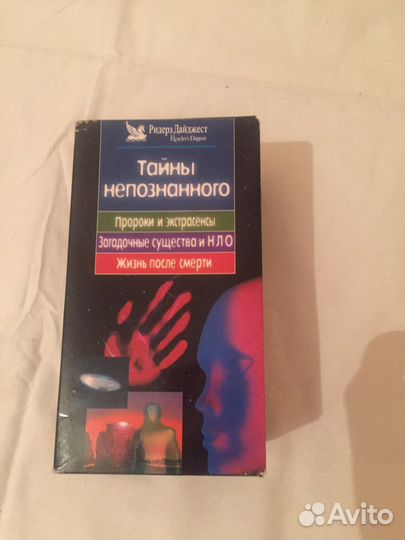 Ридерз Дайджест
Reader's Digest
Тайны
непознанного
Пророки и экстрасенсы
Загадочные существа и НЛО
Жизнь после смерти
Avito